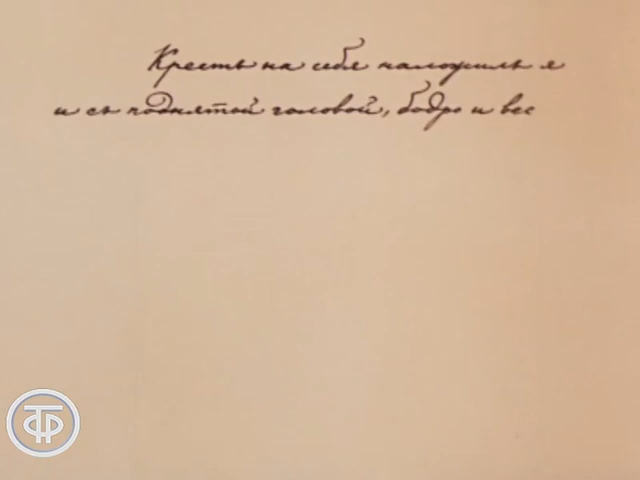 Крестъ на себя наложилъ я
и съ поднятой головой, бодро и вес